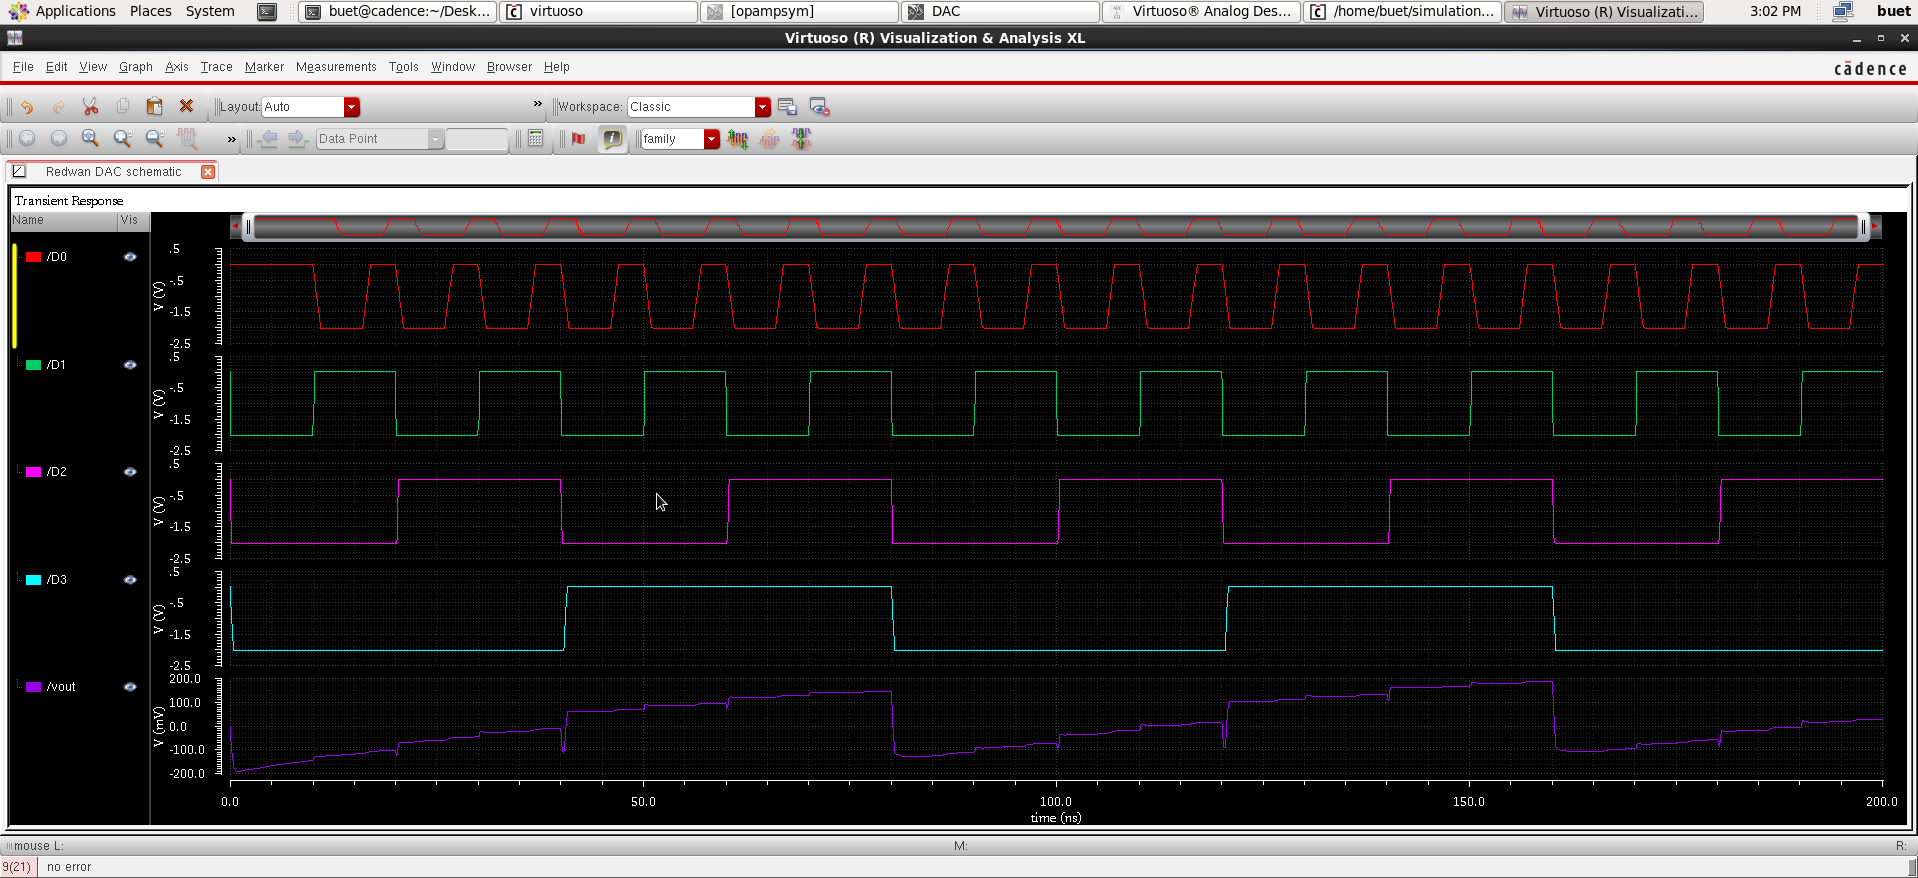 Applications Places System buet@cadence:~/Desk... virtuoso [opampsym] DAC Virtuoso® Analog Des... /home/buet/simulation... Virtuoso (R) Visualizati... 3:02 PM buet
Virtuoso (R) Visualization & Analysis XL
File Edit View Graph Axis Trace Marker Measurements Tools Window Browser Help cādence
Layout: Auto » Workspace: Classic
» Data Point family
Redwan DAC schematic
Transient Response
Name Vis
/D0
V (V)
.5
-.5
-1.5
-2.5
/D1
V (V)
.5
-.5
-1.5
-2.5
/D2
V (V)
.5
-.5
-1.5
-2.5
/D3
V (V)
.5
-.5
-1.5
-2.5
/vout
V (mV)
200.0
100.0
0.0
-100.0
-200.0
0.0 50.0 100.0 150.0 200.0
time (ns)
mouse L: M: R:
9(21) no error